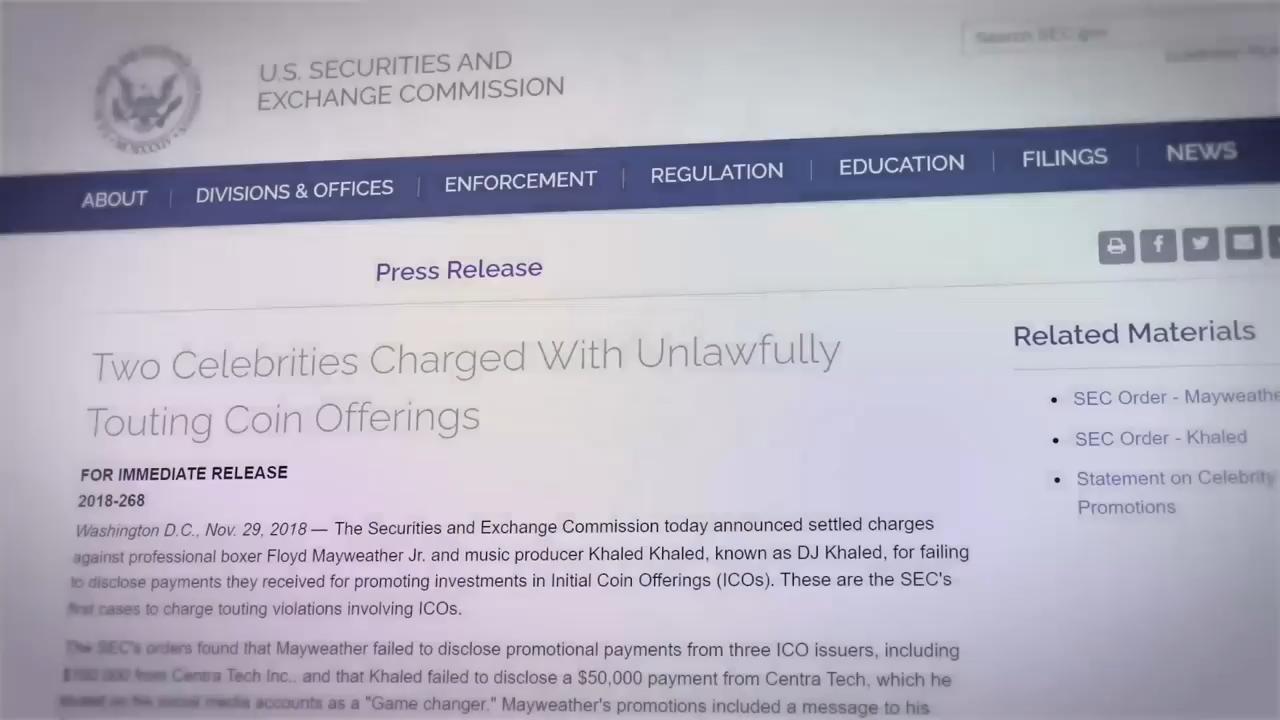 Search SEC.gov
U.S. SECURITIES AND
EXCHANGE COMMISSION
ABOUT | DIVISIONS & OFFICES | ENFORCEMENT | REGULATION | EDUCATION | FILINGS | NEWS
Press Release
Two Celebrities Charged With Unlawfully
Touting Coin Offerings
FOR IMMEDIATE RELEASE
2018-268
Washington D.C., Nov. 29, 2018 — The Securities and Exchange Commission today announced settled charges
against professional boxer Floyd Mayweather Jr. and music producer Khaled Khaled, known as DJ Khaled, for failing
to disclose payments they received for promoting investments in Initial Coin Offerings (ICOs). These are the SEC's
first cases to charge touting violations involving ICOs.
The SEC's orders found that Mayweather failed to disclose promotional payments from three ICO issuers, including
from Centra Tech Inc., and that Khaled failed to disclose a $50,000 payment from Centra Tech, which he
on his social media accounts as a "Game changer." Mayweather's promotions included a message to his
Related Materials
SEC Order - Mayweathe
SEC Order - Khaled
Statement on Celebrity
Promotions